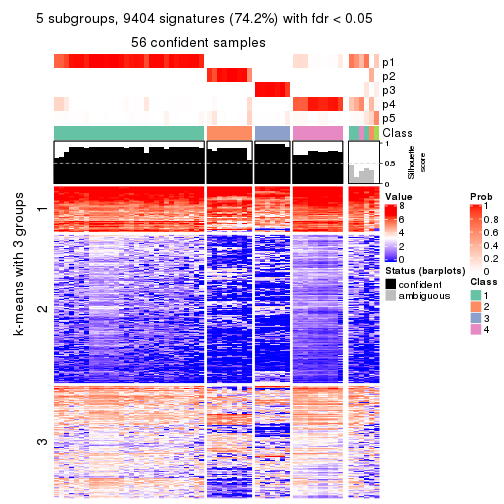 5 subgroups, 9404 signatures (74.2%) with fdr < 0.05
56 confident samples
p1
p2
p3
p4
p5
Class
1
0.5
0
Silhouette
score
k-means with 3 groups
1
2
3
Value
8
6
4
2
0
Status (barplots)
confident
ambiguous
Prob
1
0.8
0.6
0.4
0.2
0
Class
1
2
3
4